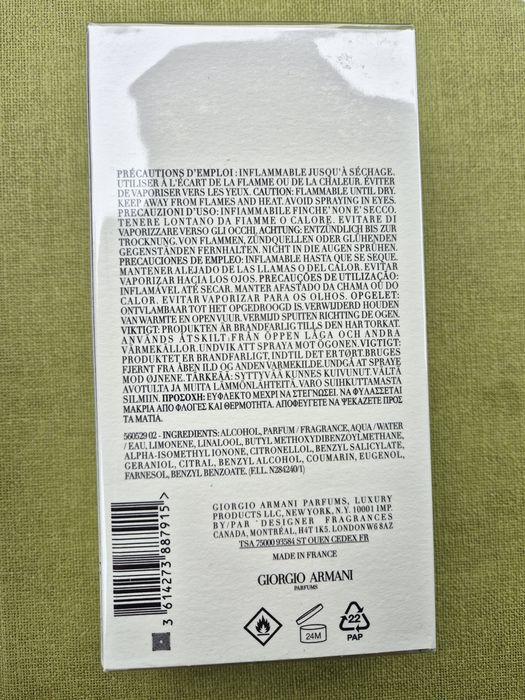 PRÉCAUTIONS D'EMPLOI : INFLAMMABLE JUSQU'À SÉCHAGE.
UTILISER À L'ÉCART DE LA FLAMME OU DE LA CHALEUR. ÉVITER
DE VAPORISER VERS LES YEUX. CAUTION: FLAMMABLE UNTIL DRY.
KEEP AWAY FROM FLAMES AND HEAT. AVOID SPRAYING IN EYES.
PRECAUZIONI D'USO: INFIAMMABILE FINCHE' NON E' SECCO.
TENERE LONTANO DA FIAMME O CALORE. EVITARE DI
VAPORIZZARE VERSO GLI OCCHI. ACHTUNG: ENTZÜNDLICH BIS ZUR
TROCKNUNG. VON FLAMMEN, ZÜNDQUELLEN ODER GLÜHENDEN
GEGENSTÄNDEN FERNHALTEN. NICHT IN DIE AUGEN SPRÜHEN.
PRECAUCIONES DE EMPLEO: INFLAMABLE HASTA QUE SE SEQUE.
MANTENER ALEJADO DE LAS LLAMAS O DEL CALOR. EVITAR
VAPORIZAR HACIA LOS OJOS. PRECAUÇÕES DE UTILIZAÇÃO:
INFLAMÁVEL ATÉ SECAR. MANTER AFASTADO DA CHAMA OÚ DO
CALOR. EVITAR VAPORIZAR PARA OS OLHOS. OPGELET:
ONTVLAMBAAR TOT HET OPGEDROOGD IS. VERWIJDERD HOUDEN
VAN WARMTE EN OPEN VUUR. VERMIJD SPUITEN RICHTING DE OGEN.
VIKTIGT: PRODUKTEN ÄR BRANDFARLIG TILLS DEN HAR TORKAT.
ANVÄNDS ÅTSKILT FRÅN ÖPPEN LÅGA OCH ANDRA
VÄRMEKÄLLOR. UNDVIK ATT SPRAYA MOT ÖGONEN. VIGTIGT:
PRODUKTET ER BRANDFARLIGT, INDTIL DET ER TØRT. BRUGES
FJERNT FRA ÅBEN ILD OG ANDEN VARMEKILDE. UNDGÅ AT SPRAYE
MOD ØJNENE. TÄRKEÄÄ: SYTTYVÄÄ KUNNES KUIVUNUT. VÄLTÄ
AVOTULTA JA MUITA LÄMMÖNLÄHTEITÄ. VARO SUIHKUTTAMASTA
SILMIIN. ΠΡΟΣΟΧΗ: ΕΥΦΛΕΚΤΟ ΜΕΧΡΙ ΝΑ ΣΤΕΓΝΩΣΕΙ. ΝΑ ΦΥΛΑΣΣΕΤΑΙ
ΜΑΚΡΙΑ ΑΠΟ ΦΛΟΓΕΣ ΚΑΙ ΘΕΡΜΟΤΗΤΑ. ΑΠΟΦΕΥΓΕΤΕ ΝΑ ΨΕΚΑΖΕΤΕ ΠΡΟΣ
ΤΑ ΜΑΤΙΑ.
560529 02 - INGREDIENTS: ALCOHOL, PARFUM / FRAGRANCE, AQUA / WATER
/ EAU, LIMONENE, LINALOOL, BUTYL METHOXYDIBENZOYLMETHANE,
ALPHA-ISOMETHYL IONONE, CITRONELLOL, BENZYL SALICYLATE,
GERANIOL, CITRAL, BENZYL ALCOHOL, COUMARIN, EUGENOL,
FARNESOL, BENZYL BENZOATE. (F.I.L. N284240/1)
GIORGIO ARMANI PARFUMS, LUXURY
PRODUCTS LLC, NEW YORK, N.Y. 10001 IMP.
BY/PAR DESIGNER FRAGRANCES
CANADA, MONTRÉAL, H4T 1K5. LONDON W6 8AZ
TSA 75000 93584 ST OUEN CEDEX FR
MADE IN FRANCE
GIORGIO ARMANI
PARFUMS
3 614273 887915 >
24M
22
PAP